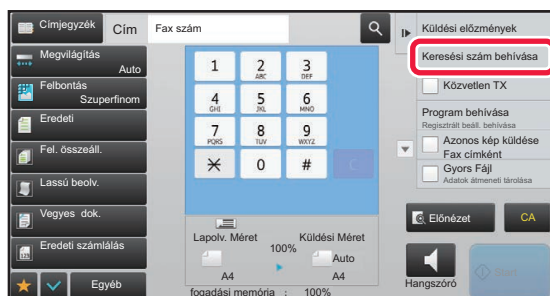 Címjegyzék
Cím
Fax szám
Megvilágítás
Auto
Felbontás
Szuperfinom
Eredeti
Fel. összeáll.
Lassú beolv.
Vegyes dok.
Eredeti számlálás
Egyéb
1
2
ABC
3
DEF
4
GHI
5
JKL
6
MNO
7
PQRS
8
TUV
9
WXYZ
0
#
C
Lapolv. Méret
100%
Küldési Méret
Auto
A4
A4
fogadási memória : 100%
Küldési előzmények
Keresési szám behívása
Közvetlen TX
Program behívása
Regisztrált beáll. behívása
Azonos kép küldése
Fax címként
Gyors Fájl
Adatok átmeneti tárolása
Előnézet
CA
Hangszóró
Start